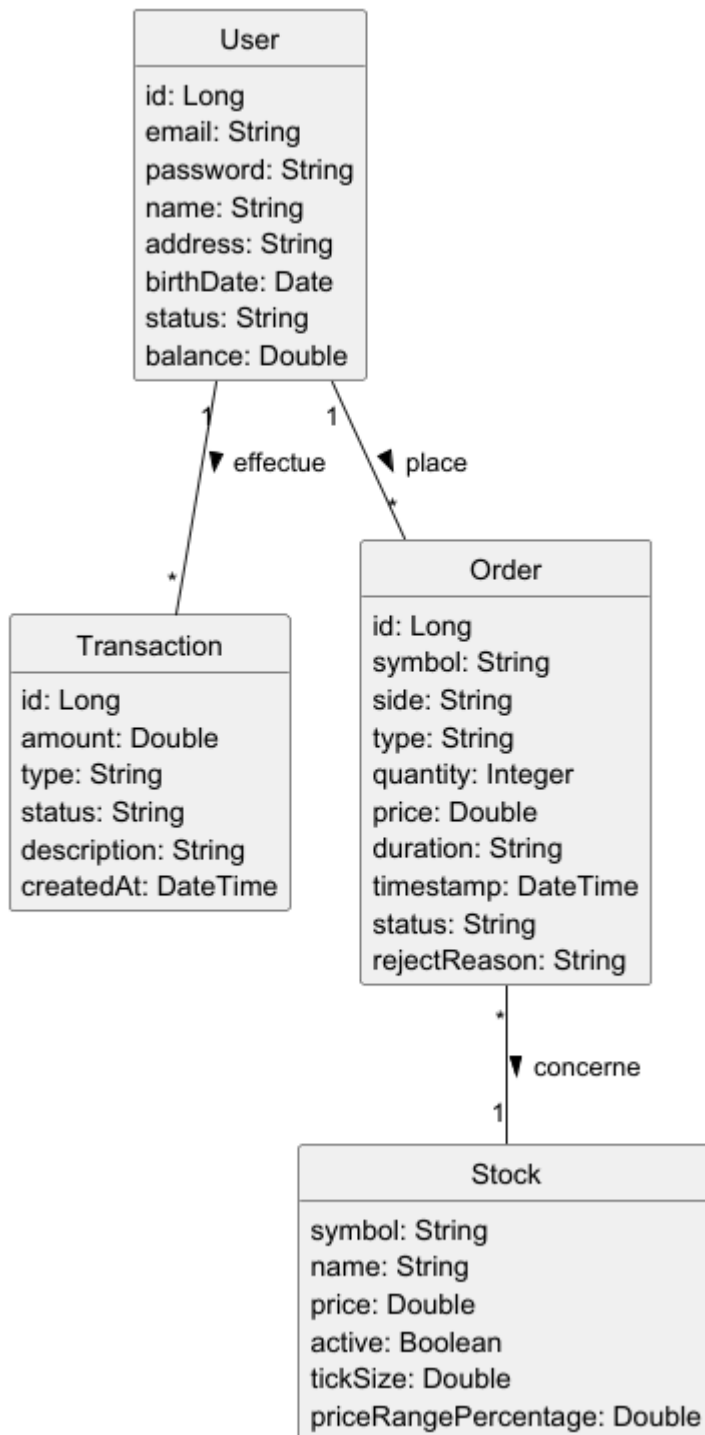 User
id: Long
email: String
password: String
name: String
address: String
birthDate: Date
status: String
balance: Double
1
1
effectue
place
*
*
Transaction
id: Long
amount: Double
type: String
status: String
description: String
createdAt: DateTime
Order
id: Long
symbol: String
side: String
type: String
quantity: Integer
price: Double
duration: String
timestamp: DateTime
status: String
rejectReason: String
*
concerne
1
Stock
symbol: String
name: String
price: Double
active: Boolean
tickSize: Double
priceRangePercentage: Double